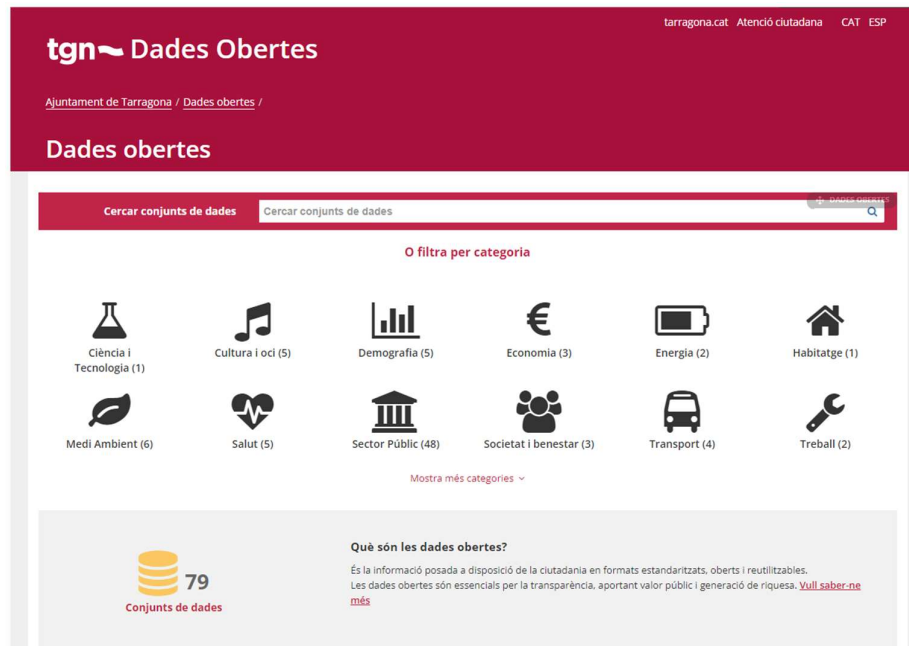 tarragona.cat Atenció ciutadana CAT ESP
tgn Dades Obertes
Ajuntament de Tarragona / Dades obertes /
Dades obertes
Cercar conjunts de dades Cercar conjunts de dades
DADES OBERTES
O filtra per categoria
Ciència i
Tecnologia (1)
Cultura i oci (5)
Demografia (5)
Economia (3)
Energia (2)
Habitatge (1)
Medi Ambient (6)
Salut (5)
Sector Públic (48)
Societat i benestar (3)
Transport (4)
Treball (2)
Mostra més categories
79
Conjunts de dades
Què són les dades obertes?
És la informació posada a disposició de la ciutadania en formats estandaritzats, oberts i reutilitzables.
Les dades obertes són essencials per la transparència, aportant valor públic i generació de riquesa. Vull saber-ne
més